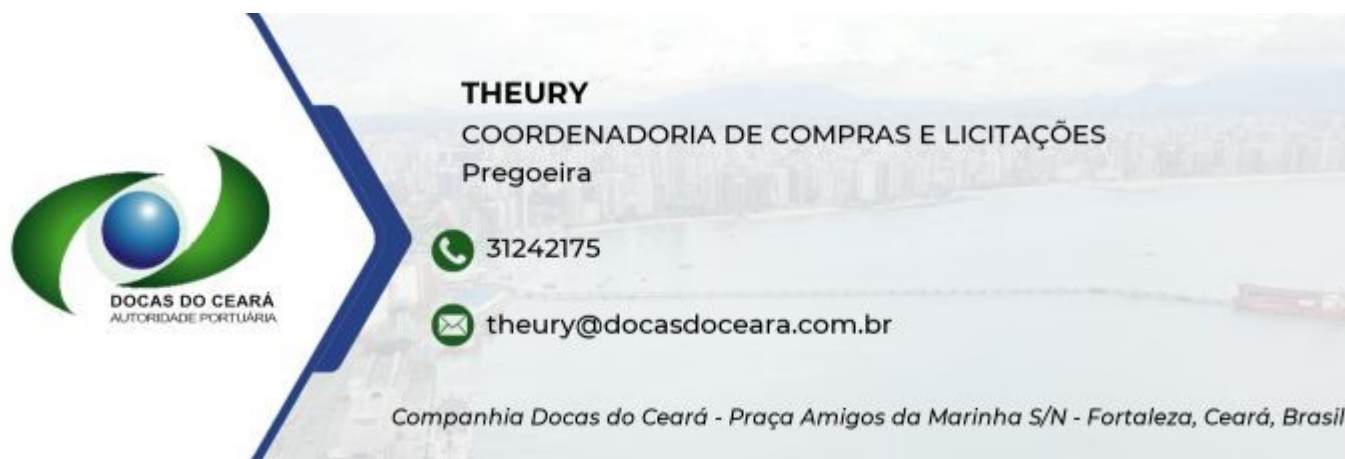 THEURY
COORDENADORIA DE COMPRAS E LICITAÇÕES
Pregoeira
31242175
theury@docasdoceara.com.br
DOCAS DO CEARÁ
AUTORIDADE PORTUÁRIA
Companhia Docas do Ceará - Praça Amigos da Marinha S/N - Fortaleza, Ceará, Brasil